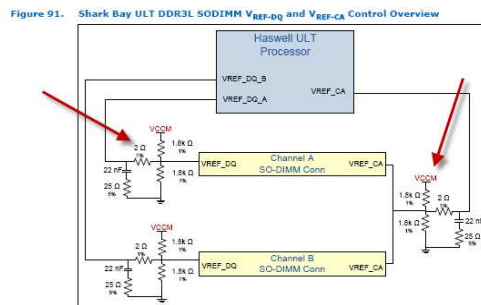 Figure 91. Shark Bay ULT DDR3L SODIMM VREF-DQ and VREF-CA Control Overview
Haswell ULT
Processor
VREF_DQ_B
VREF_DQ_A
VREF_CA
VCCM
2 Ω
1%
1.8k Ω
1%
22 nF
25 Ω
5%
1.8k Ω
1%
VREF_DQ
Channel A
SO-DIMM Conn
VREF_CA
VCCM
1.8k Ω
1%
2 Ω
1%
1.8k Ω
1%
22 nF
25 Ω
5%
VCCM
2 Ω
1%
1.8k Ω
1%
22 nF
25 Ω
5%
1.8k Ω
1%
VREF_DQ
Channel B
SO-DIMM Conn
VREF_CA